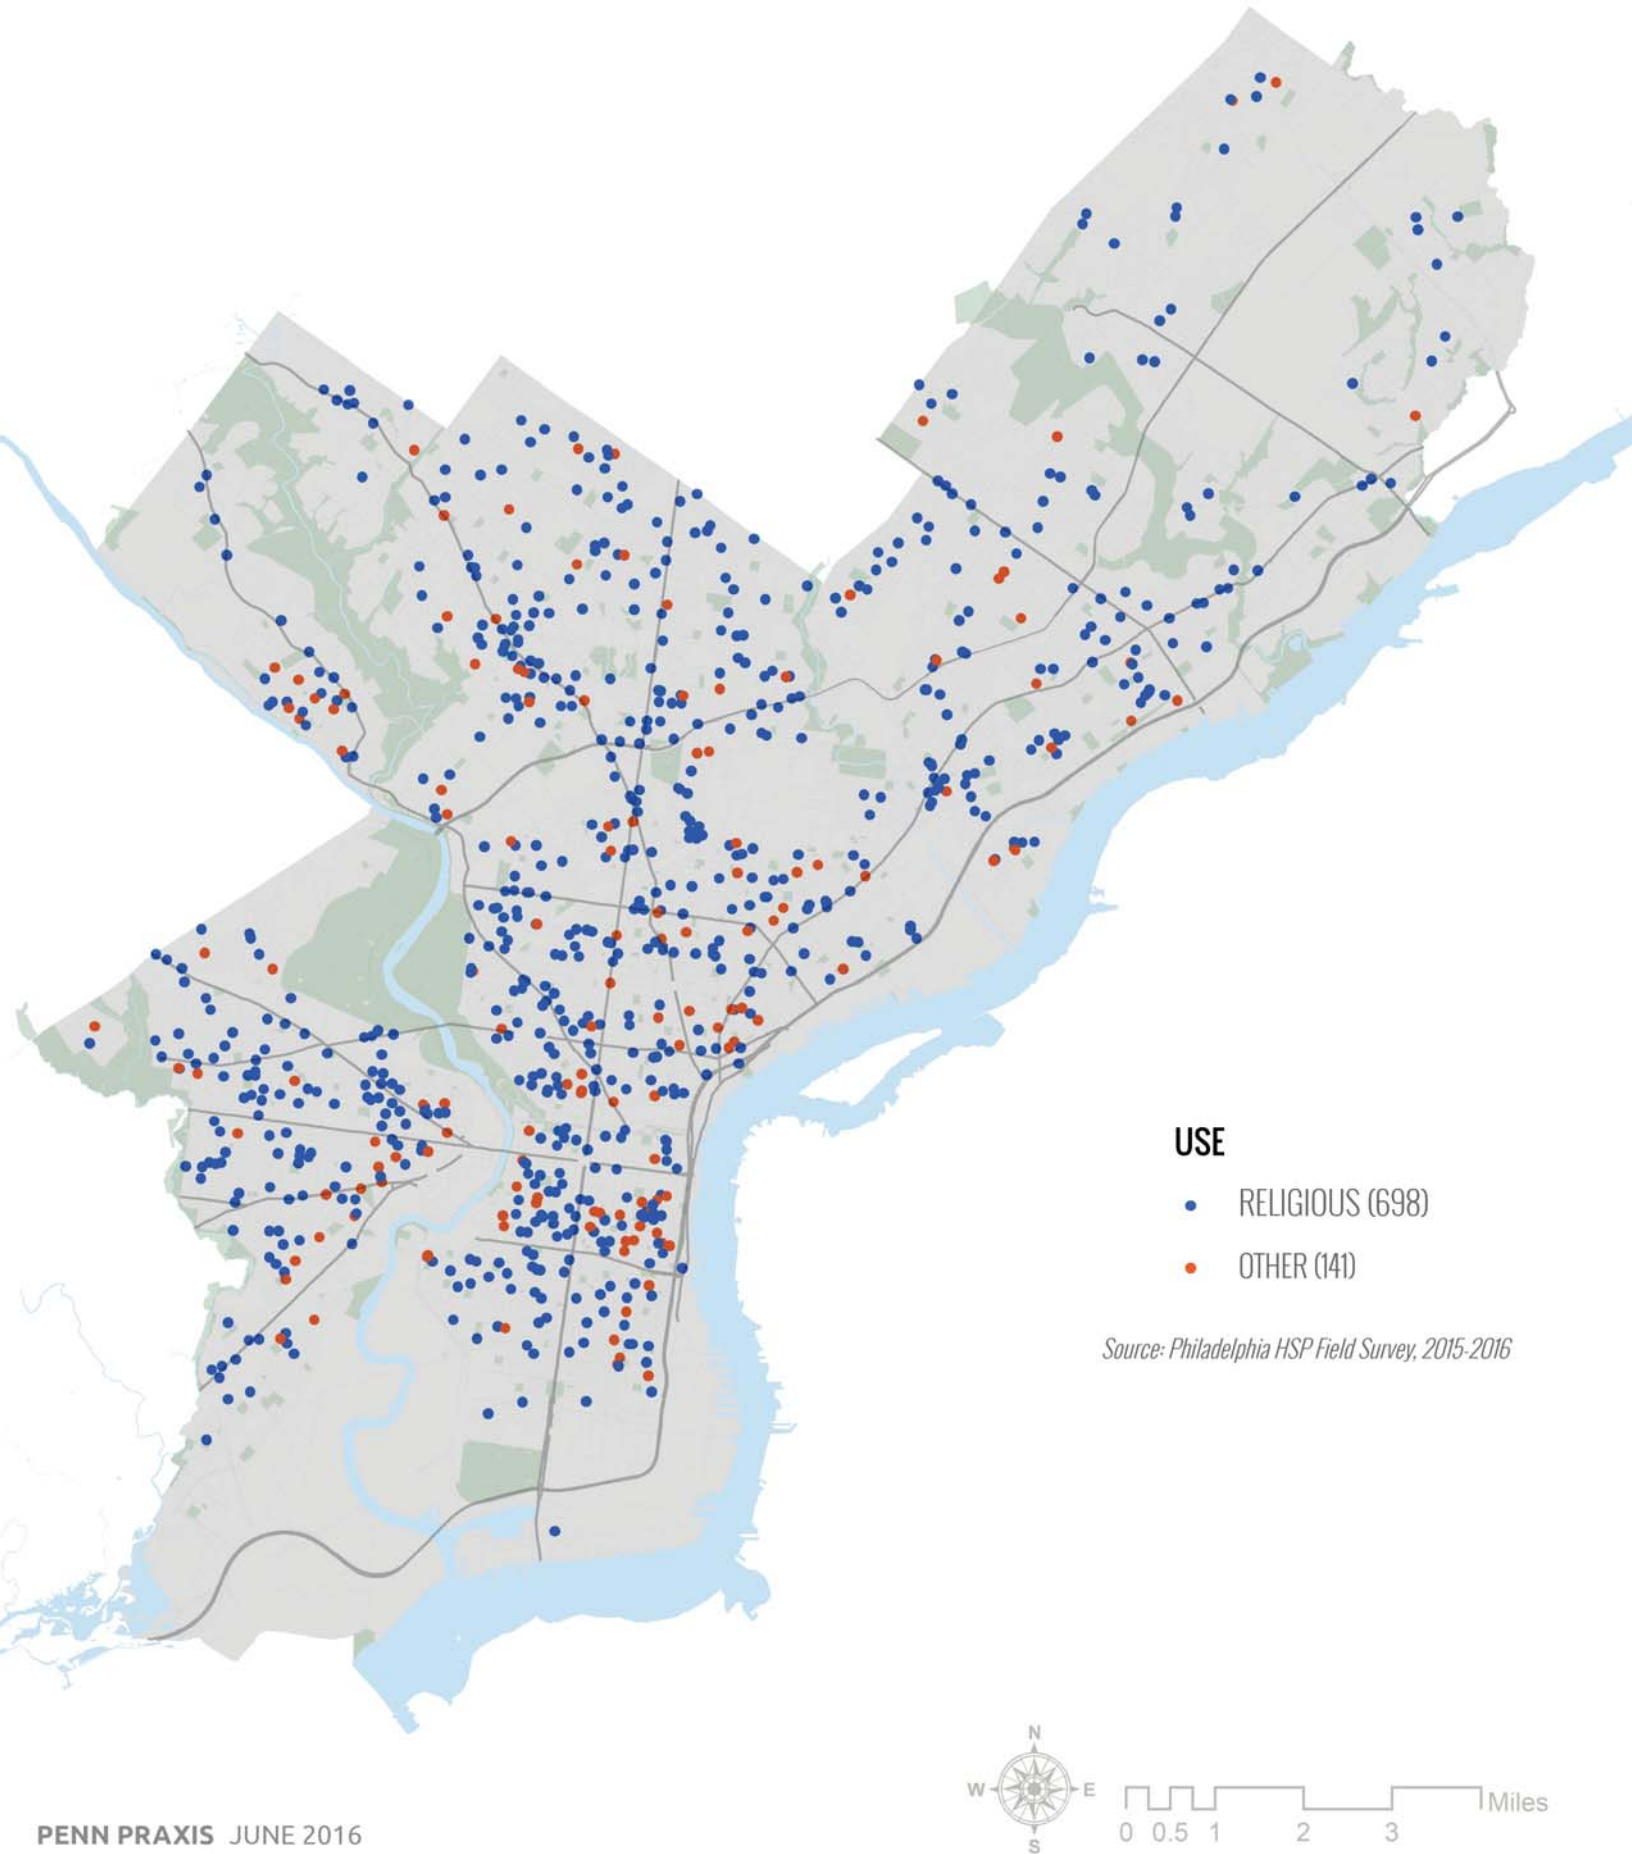 USE
RELIGIOUS (698)
OTHER (141)
Source: Philadelphia HSP Field Survey, 2015-2016
N
W E
S
Miles
0 0.5 1 2 3
PENN PRAXIS JUNE 2016